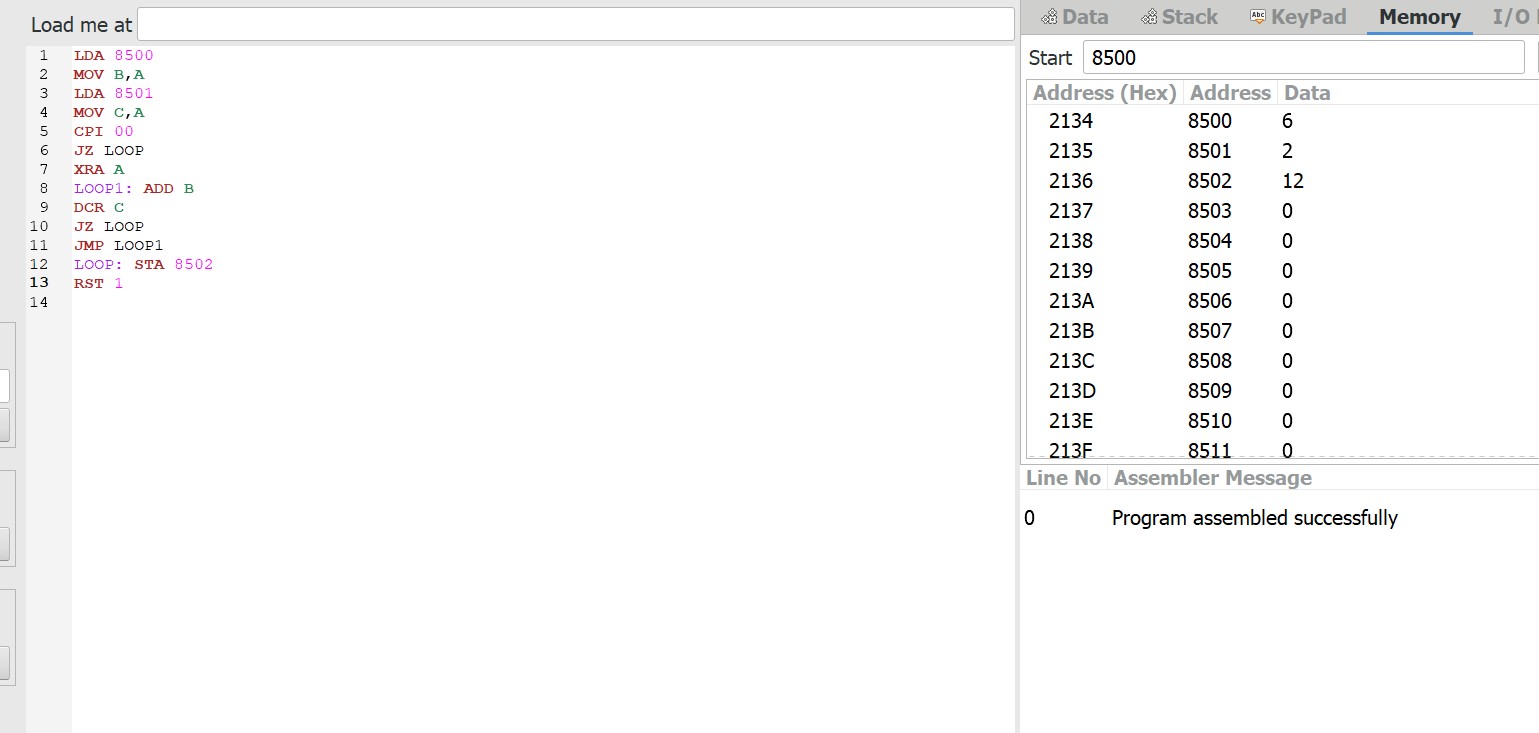 Load me at
1 LDA 8500
2 MOV B,A
3 LDA 8501
4 MOV C,A
5 CPI 00
6 JZ LOOP
7 XRA A
8 LOOP1: ADD B
9 DCR C
10 JZ LOOP
11 JMP LOOP1
12 LOOP: STA 8502
13 RST 1
14
Data Stack Abc KeyPad Memory I/O
Start 8500
Address (Hex) Address Data
2134 8500 6
2135 8501 2
2136 8502 12
2137 8503 0
2138 8504 0
2139 8505 0
213A 8506 0
213B 8507 0
213C 8508 0
213D 8509 0
213E 8510 0
213F 8511 0
Line No Assembler Message
0 Program assembled successfully